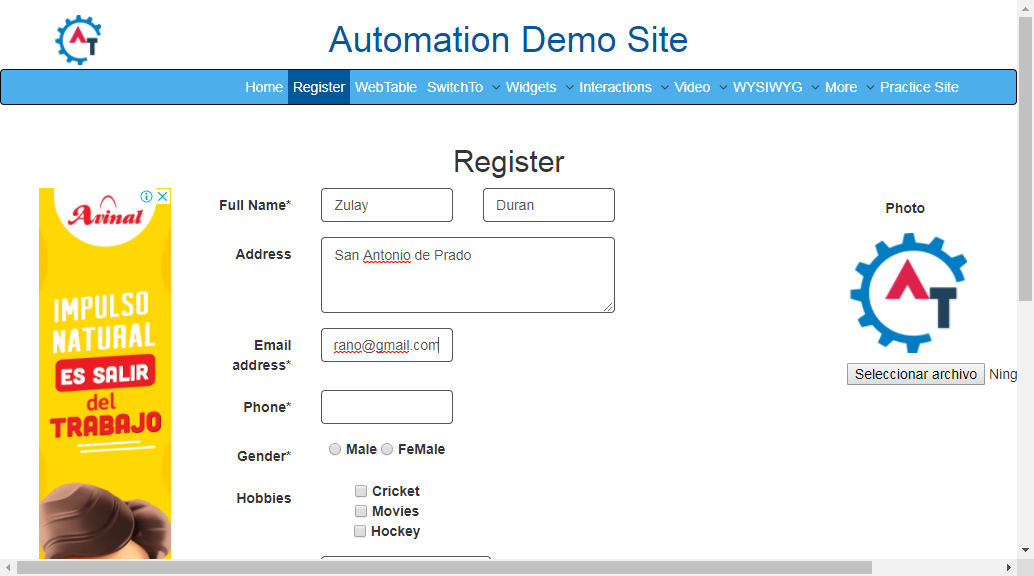 AT
Automation Demo Site
Home Register WebTable SwitchTo Widgets Interactions Video WYSIWYG More Practice Site
Register
Avinal
IMPULSO
NATURAL
ES SALIR
del
TRABAJO
Full Name* Zulay Duran
Address San Antonio de Prado
Email address* rano@gmail.com
Phone*
Gender* Male FeMale
Hobbies Cricket
Movies
Hockey
Photo
AT
Seleccionar archivo Ning